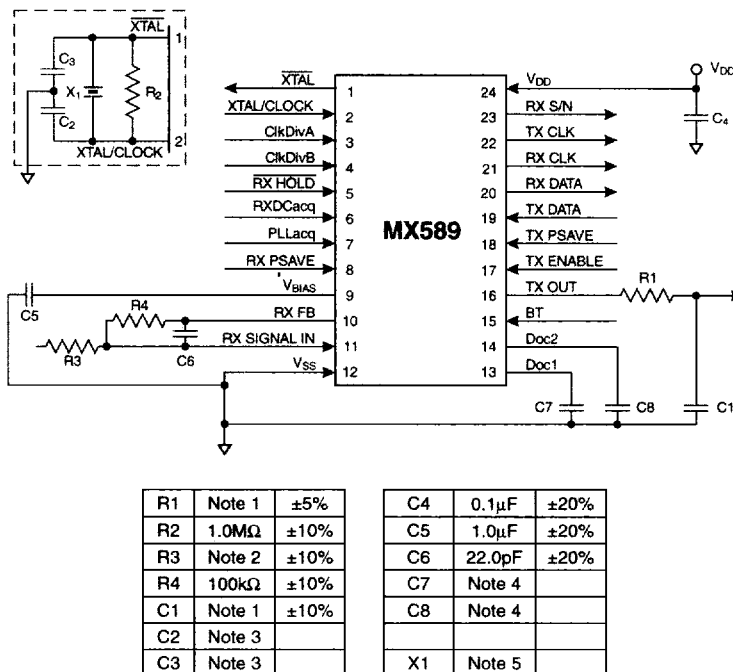 XTAL
1
C3
X1
R2
C2
2
XTAL/CLOCK
XTAL
1
XTAL/CLOCK
2
ClkDivA
3
ClkDivB
4
RX HOLD
5
RXDCacq
6
PLLacq
7
RX PSAVE
8
VBIAS
9
C5
R4
RX FB
10
R3
C6
RX SIGNAL IN
11
VSS
12
MX589
24
VDD
VDD
C4
23
RX S/N
22
TX CLK
21
RX CLK
20
RX DATA
19
TX DATA
18
TX PSAVE
17
TX ENABLE
16
TX OUT
R1
15
BT
14
Doc2
13
Doc1
C7
C8
C1
R1 Note 1 ±5%
R2 1.0MΩ ±10%
R3 Note 2 ±10%
R4 100kΩ ±10%
C1 Note 1 ±10%
C2 Note 3
C3 Note 3
C4 0.1µF ±20%
C5 1.0µF ±20%
C6 22.0pF ±20%
C7 Note 4
C8 Note 4
X1 Note 5